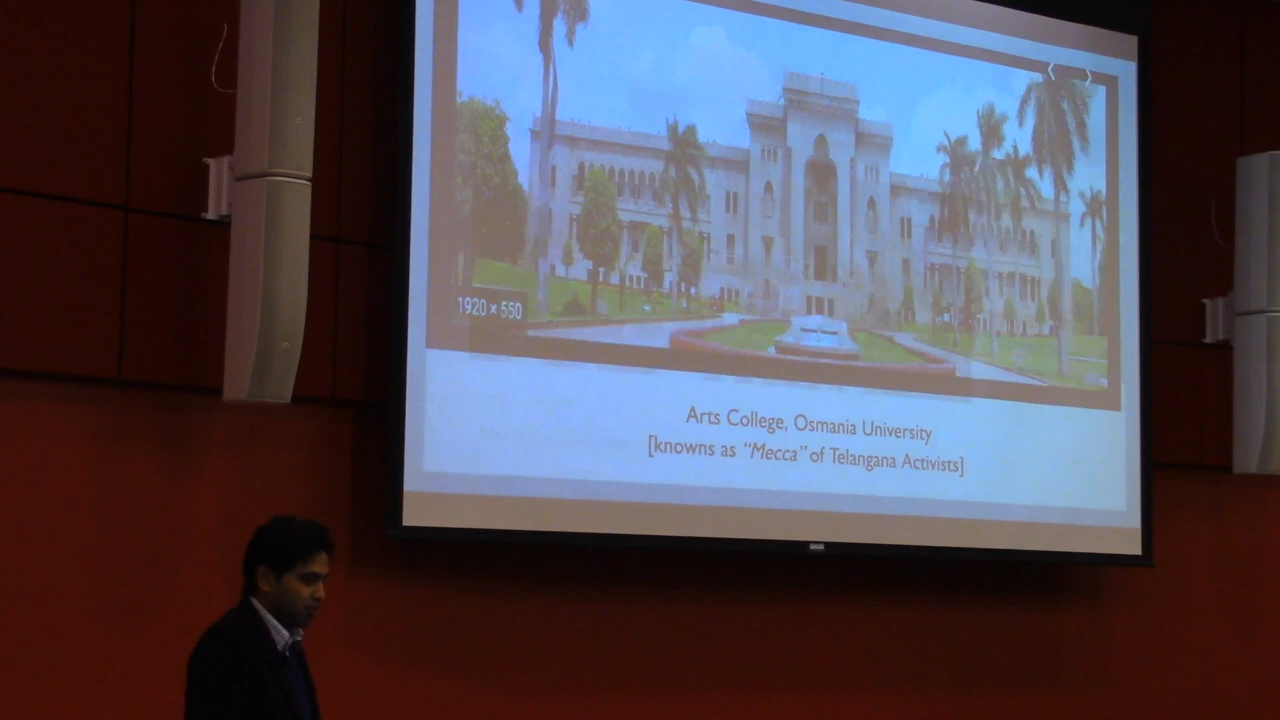 1920 × 550
Arts College, Osmania University
[knowns as “Mecca” of Telangana Activists]